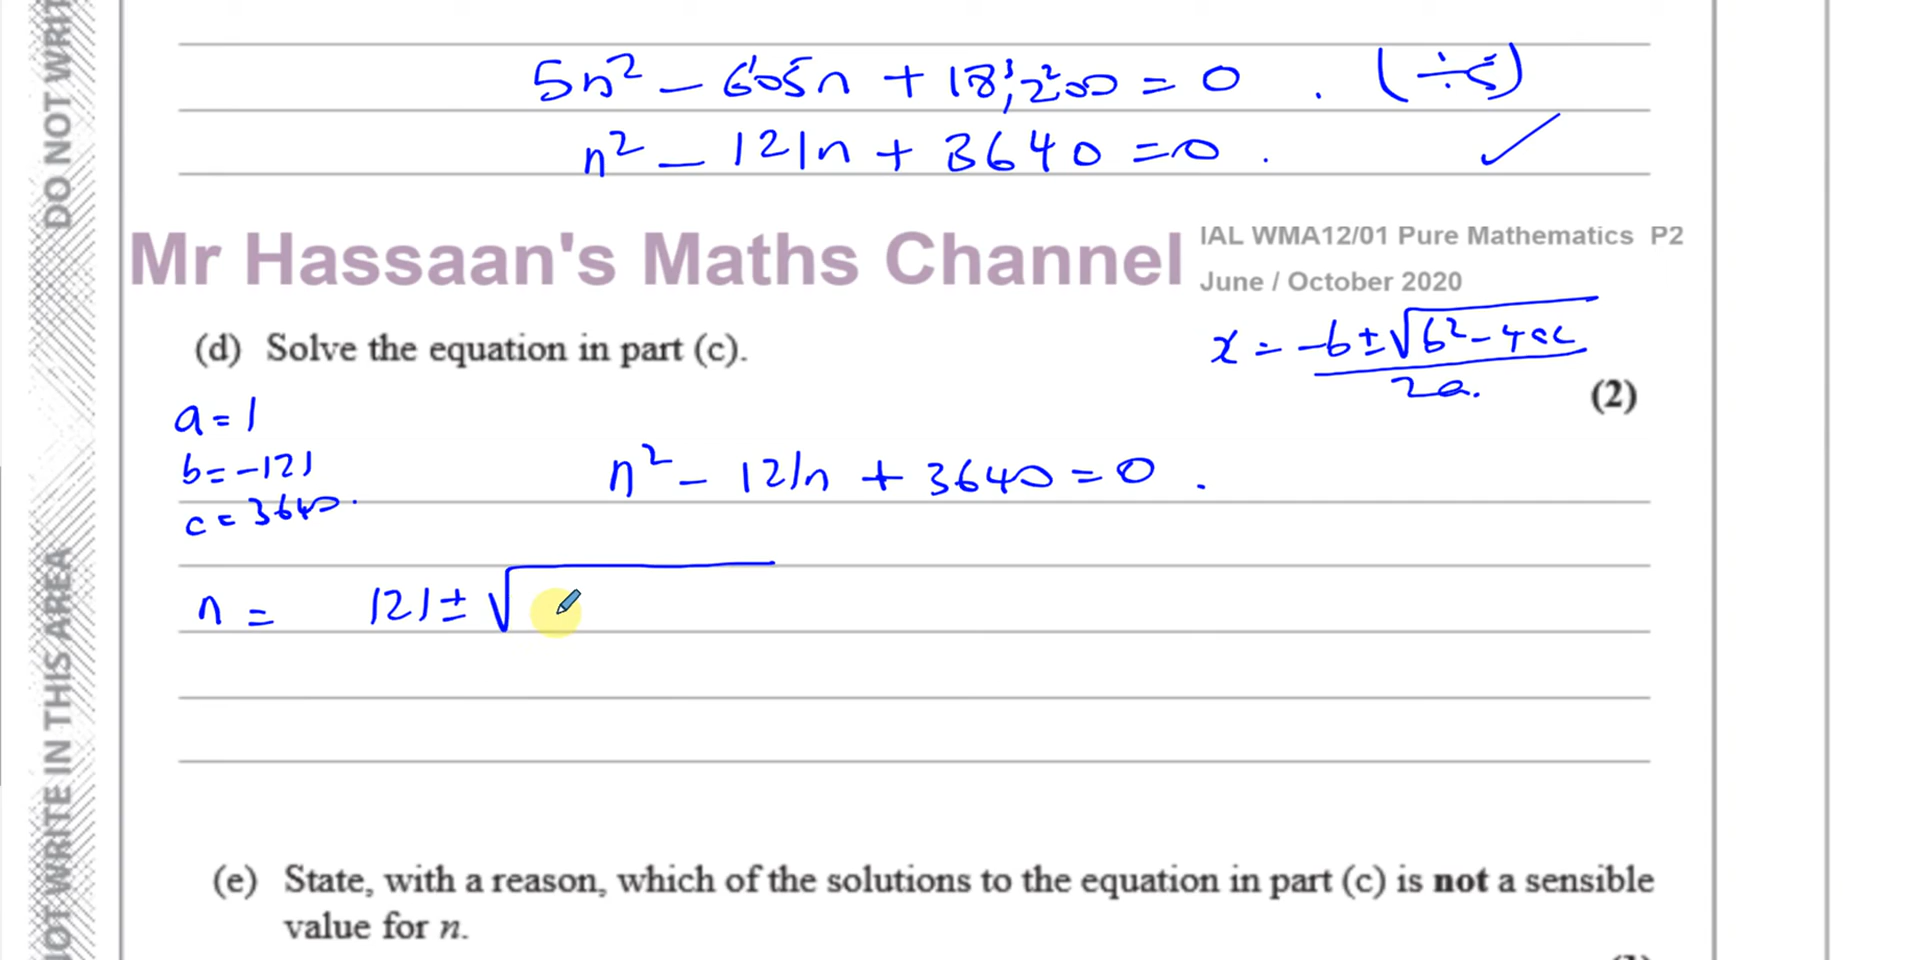 5n² - 605n + 18,200 = 0 . (÷5)
n² - 121n + 3640 = 0 . ✓
Mr Hassaan's Maths Channel
IAL WMA12/01 Pure Mathematics P2
June / October 2020
(d) Solve the equation in part (c).
x = -b ± √b² - 4ac / 2a.
(2)
a = 1
b = -121
c = 3640.
n² - 121n + 3640 = 0 .
n = 121 ± √
(e) State, with a reason, which of the solutions to the equation in part (c) is not a sensible
value for n.
DO NOT WRIT
NOT WRITE IN THIS AREA